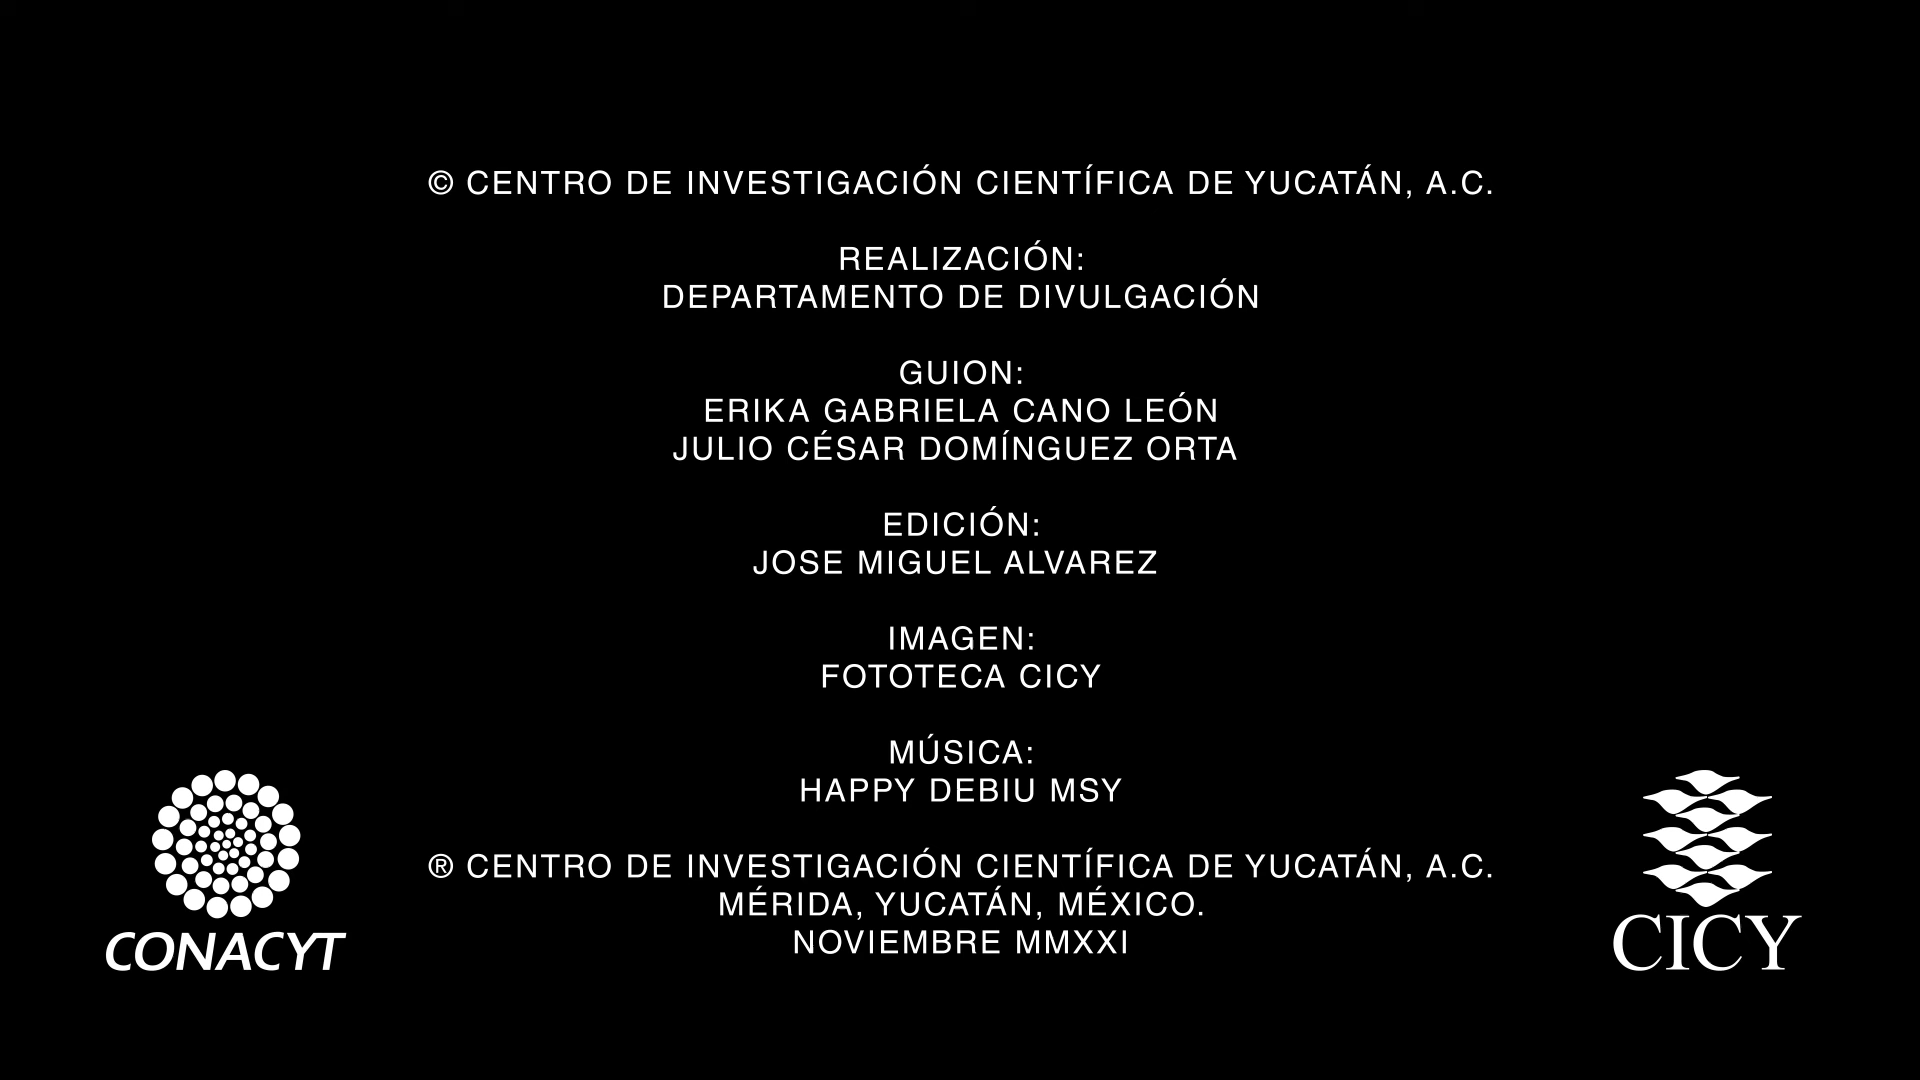 © CENTRO DE INVESTIGACIÓN CIENTÍFICA DE YUCATÁN, A.C.
REALIZACIÓN:
DEPARTAMENTO DE DIVULGACIÓN
GUION:
ERIKA GABRIELA CANO LEÓN
JULIO CÉSAR DOMÍNGUEZ ORTA
EDICIÓN:
JOSE MIGUEL ALVAREZ
IMAGEN:
FOTOTECA CICY
MÚSICA:
HAPPY DEBIU MSY
® CENTRO DE INVESTIGACIÓN CIENTÍFICA DE YUCATÁN, A.C.
MÉRIDA, YUCATÁN, MÉXICO.
NOVIEMBRE MMXXI
CONACYT
CICY